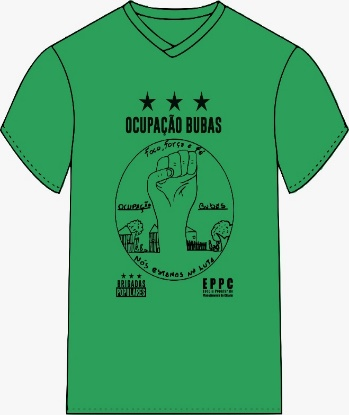 OCUPAÇÃO BUBAS
foco, força e fé
OCUPAÇÃO BUBAS
NÓS ESTAMOS NA LUTA
BRIGADAS
POPULARES
EPPC